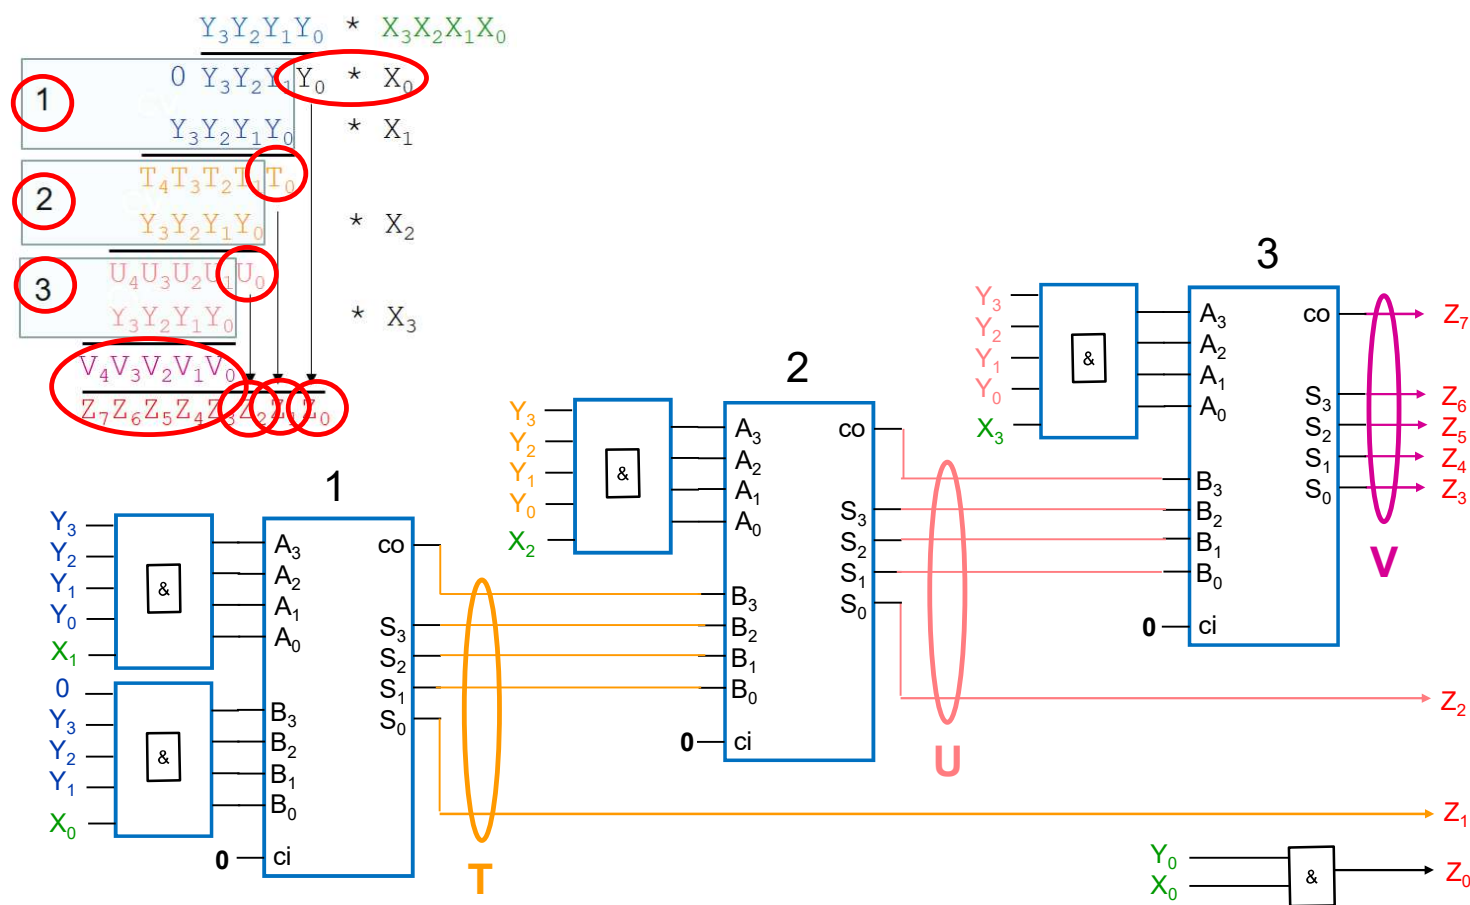 Y₃Y₂Y₁Y₀ * X₃X₂X₁X₀
0 Y₃Y₂Y₁Y₀ * X₀
1
Y₃Y₂Y₁Y₀ * X₁
T₄T₃T₂T₁T₀
2
Y₃Y₂Y₁Y₀ * X₂
U₄U₃U₂U₁U₀
3
Y₃Y₂Y₁Y₀ * X₃
V₄V₃V₂V₁V₀
Z₇Z₆Z₅Z₄Z₃Z₂Z₁Z₀
1
Y₃
Y₂
Y₁
Y₀
X₁
&
0
Y₃
Y₂
Y₁
X₀
&
A₃
A₂
A₁
A₀
B₃
B₂
B₁
B₀
0 ci
co
S₃
S₂
S₁
S₀
T
2
Y₃
Y₂
Y₁
Y₀
X₂
&
A₃
A₂
A₁
A₀
B₃
B₂
B₁
B₀
0 ci
co
S₃
S₂
S₁
S₀
U
3
Y₃
Y₂
Y₁
Y₀
X₃
&
A₃
A₂
A₁
A₀
B₃
B₂
B₁
B₀
0 ci
co
S₃
S₂
S₁
S₀
V
Z₇
Z₆
Z₅
Z₄
Z₃
Z₂
Z₁
Y₀
X₀
&
Z₀